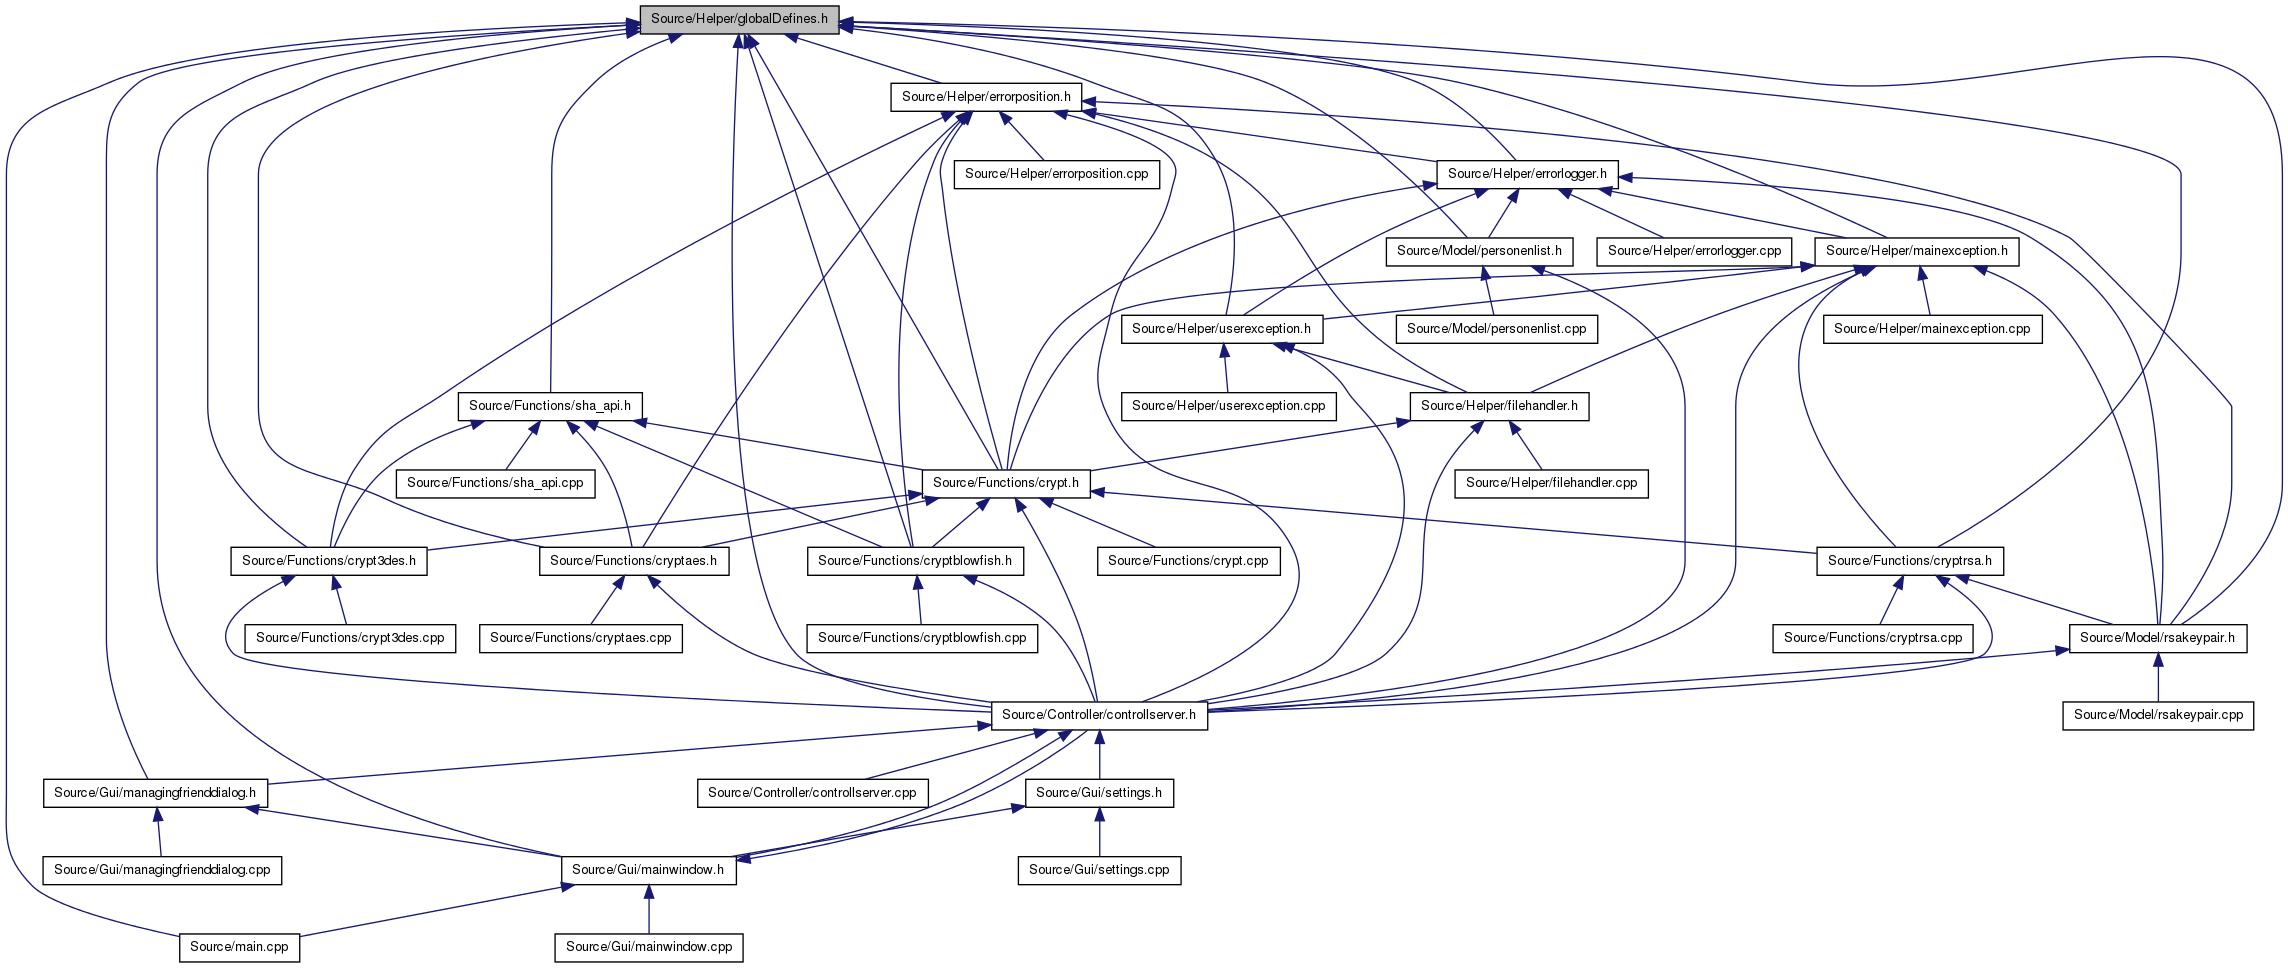 Source/Helper/globalDefines.h
Source/Helper/errorposition.h
Source/Helper/errorposition.cpp
Source/Helper/errorlogger.h
Source/Model/personenlist.h
Source/Helper/errorlogger.cpp
Source/Helper/mainexception.h
Source/Helper/userexception.h
Source/Model/personenlist.cpp
Source/Helper/mainexception.cpp
Source/Functions/sha_api.h
Source/Helper/userexception.cpp
Source/Helper/filehandler.h
Source/Functions/sha_api.cpp
Source/Functions/crypt.h
Source/Helper/filehandler.cpp
Source/Functions/crypt3des.h
Source/Functions/cryptaes.h
Source/Functions/cryptblowfish.h
Source/Functions/crypt.cpp
Source/Functions/cryptrsa.h
Source/Functions/crypt3des.cpp
Source/Functions/cryptaes.cpp
Source/Functions/cryptblowfish.cpp
Source/Functions/cryptrsa.cpp
Source/Model/rsakeypair.h
Source/Controller/controllserver.h
Source/Model/rsakeypair.cpp
Source/Gui/managingfrienddialog.h
Source/Controller/controllserver.cpp
Source/Gui/settings.h
Source/Gui/managingfrienddialog.cpp
Source/Gui/mainwindow.h
Source/Gui/settings.cpp
Source/main.cpp
Source/Gui/mainwindow.cpp